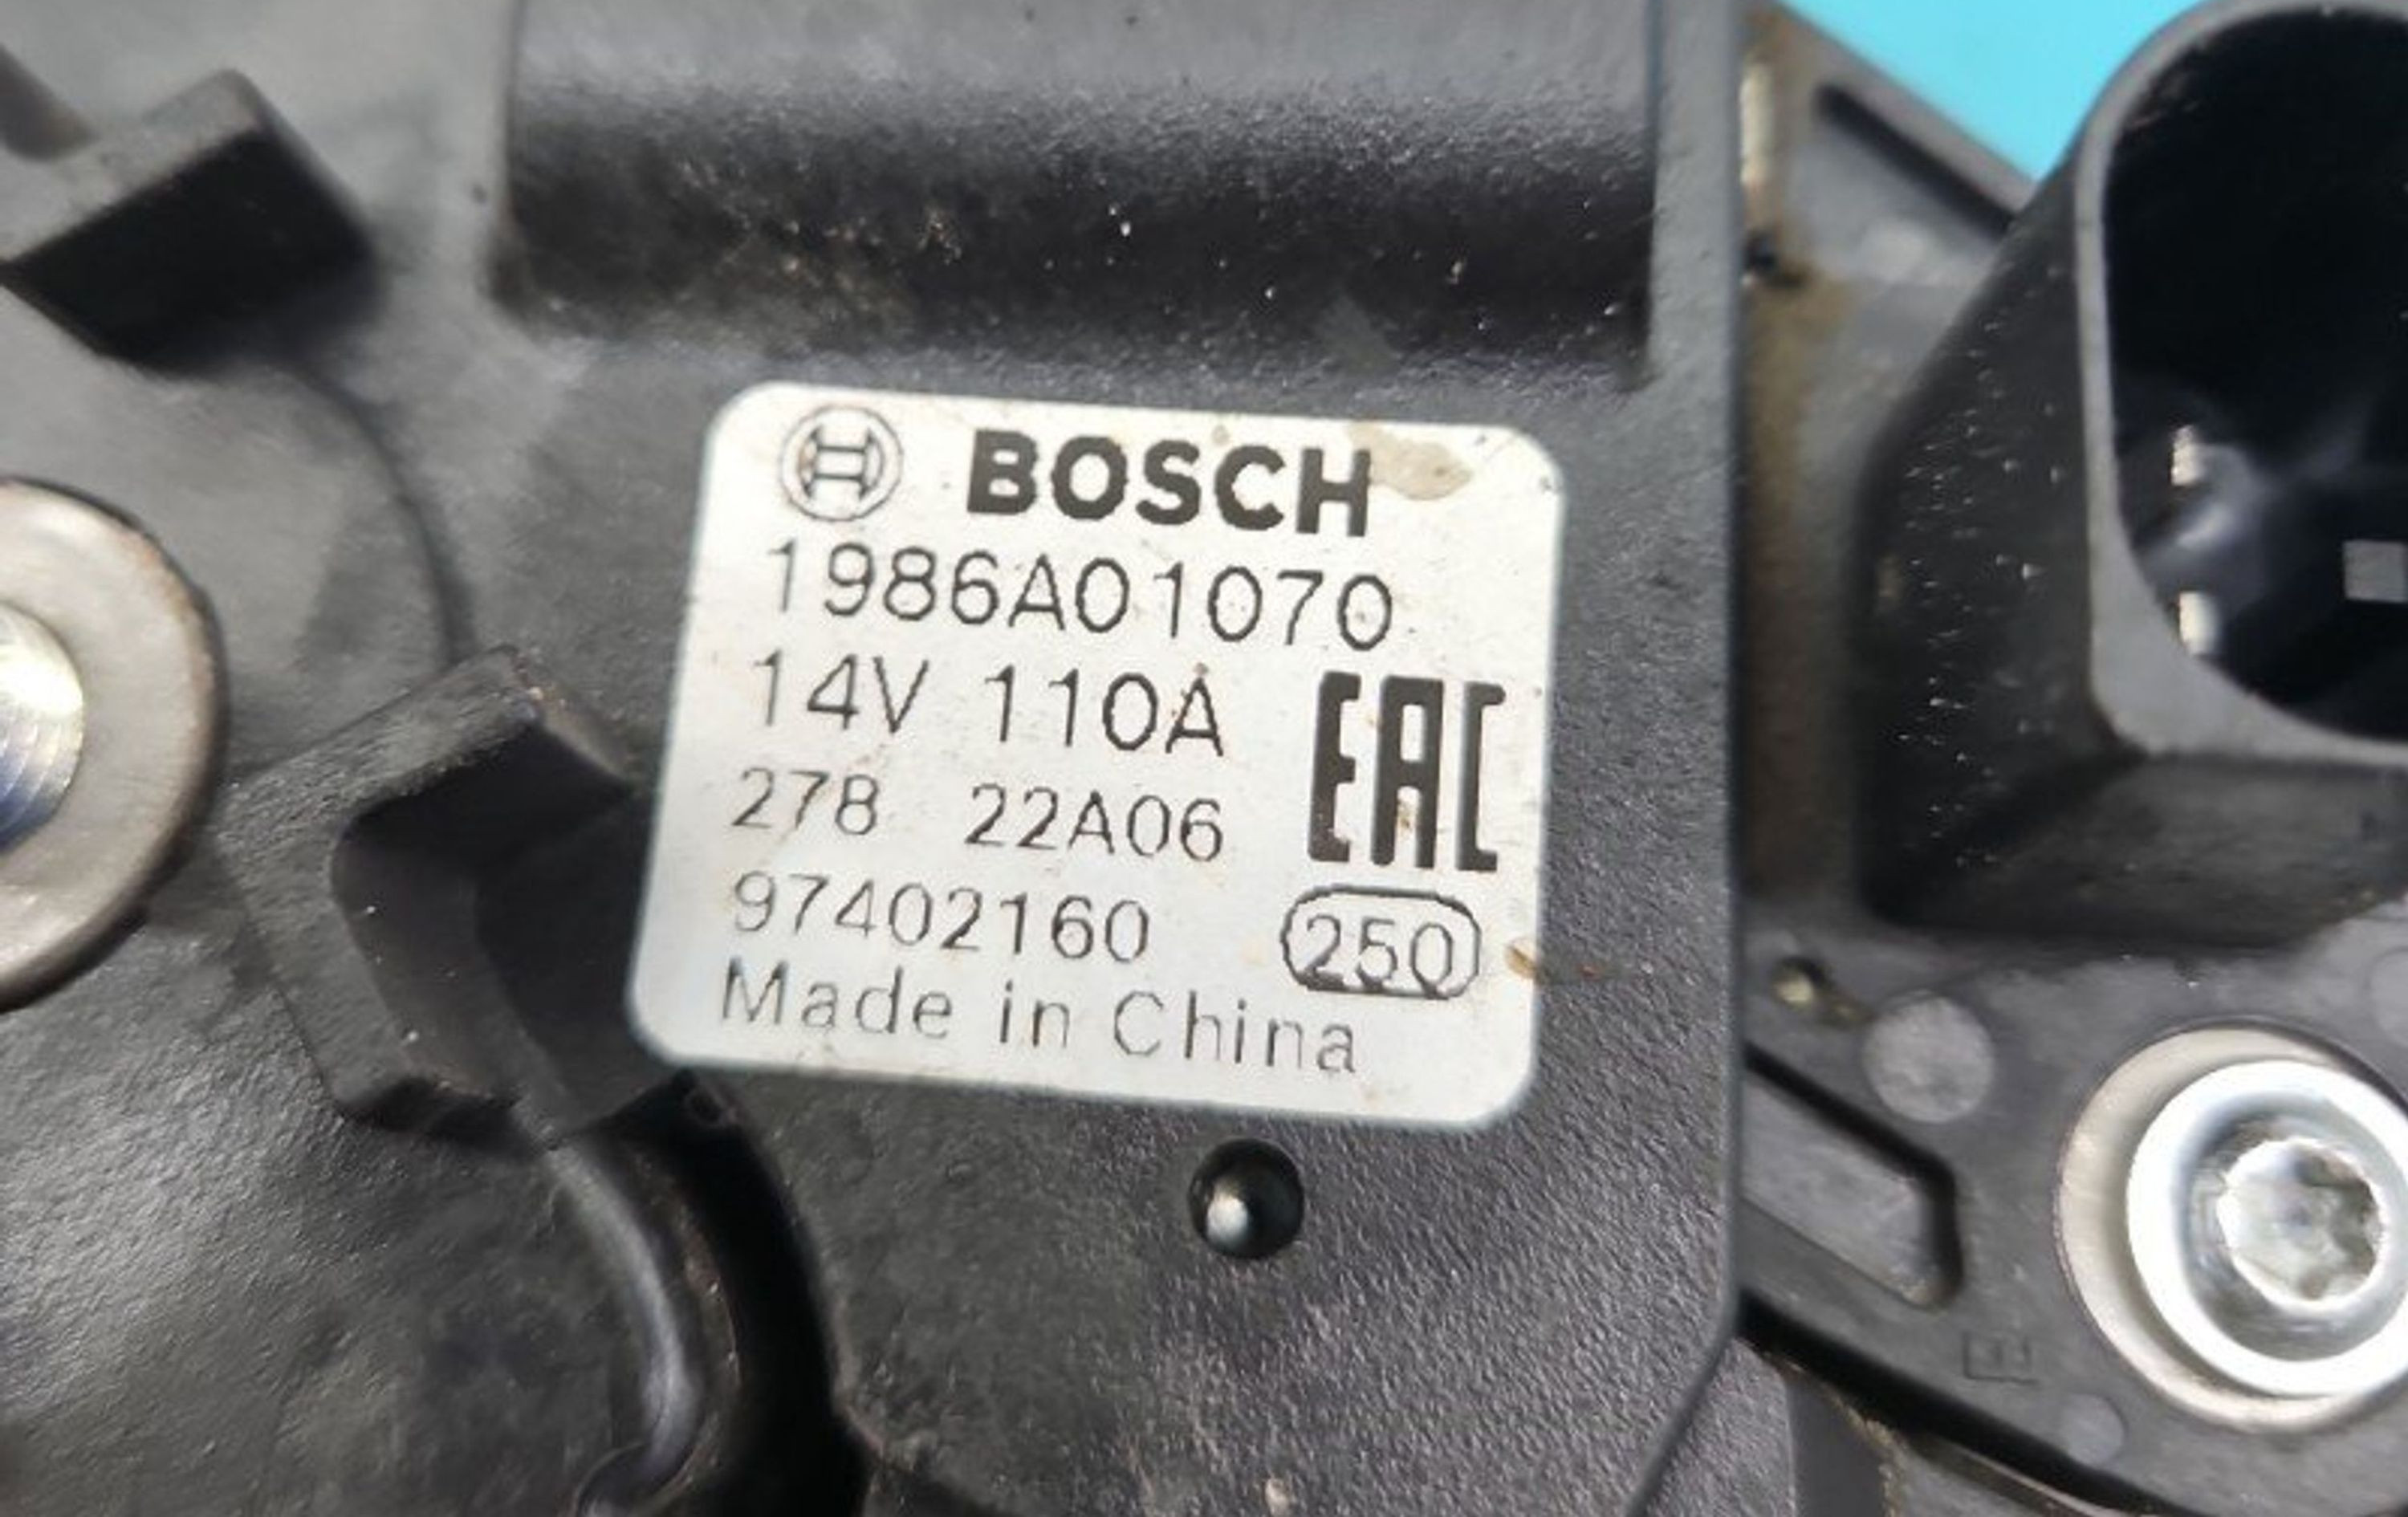 BOSCH
1986A01070
14V 110A
EAC
278 22A06
97402160
250
Made in China
E